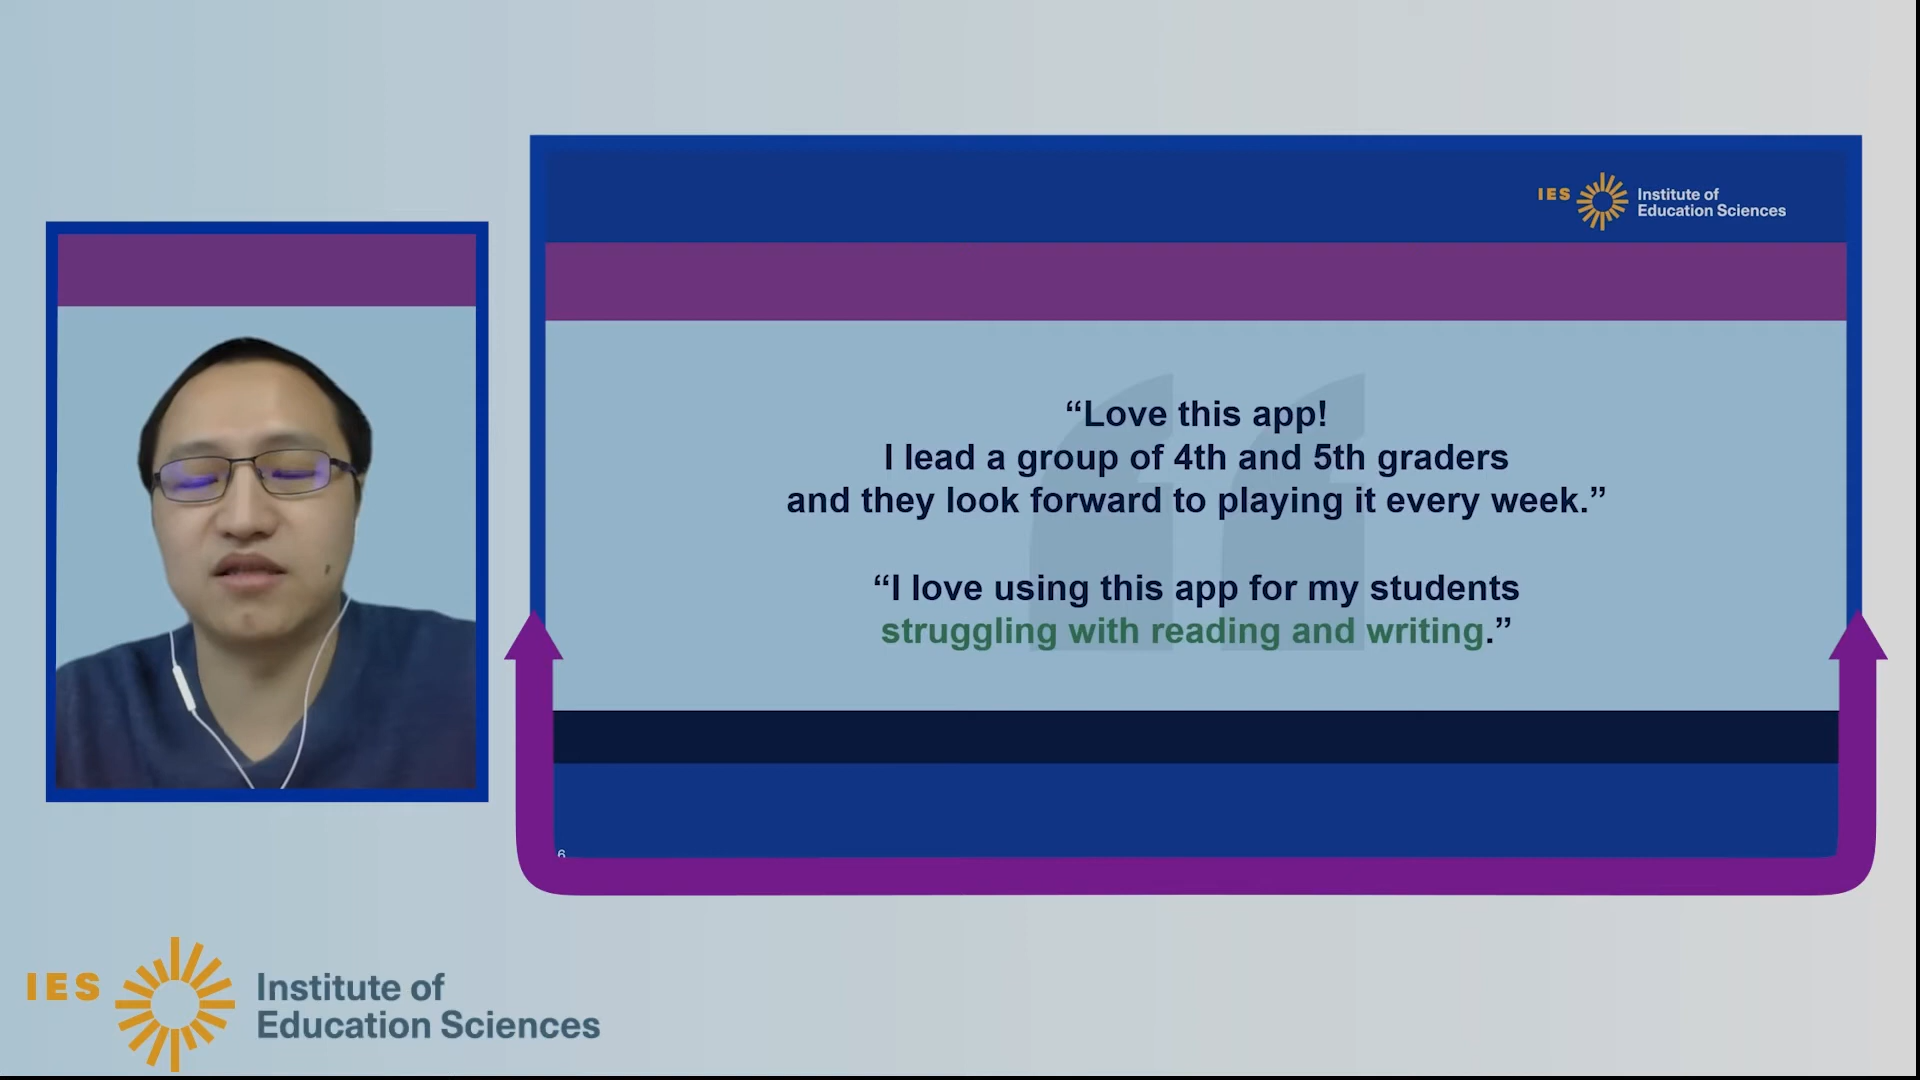 IES Institute of
Education Sciences
“Love this app!
I lead a group of 4th and 5th graders
and they look forward to playing it every week.”
“I love using this app for my students
struggling with reading and writing.”
6
IES Institute of
Education Sciences